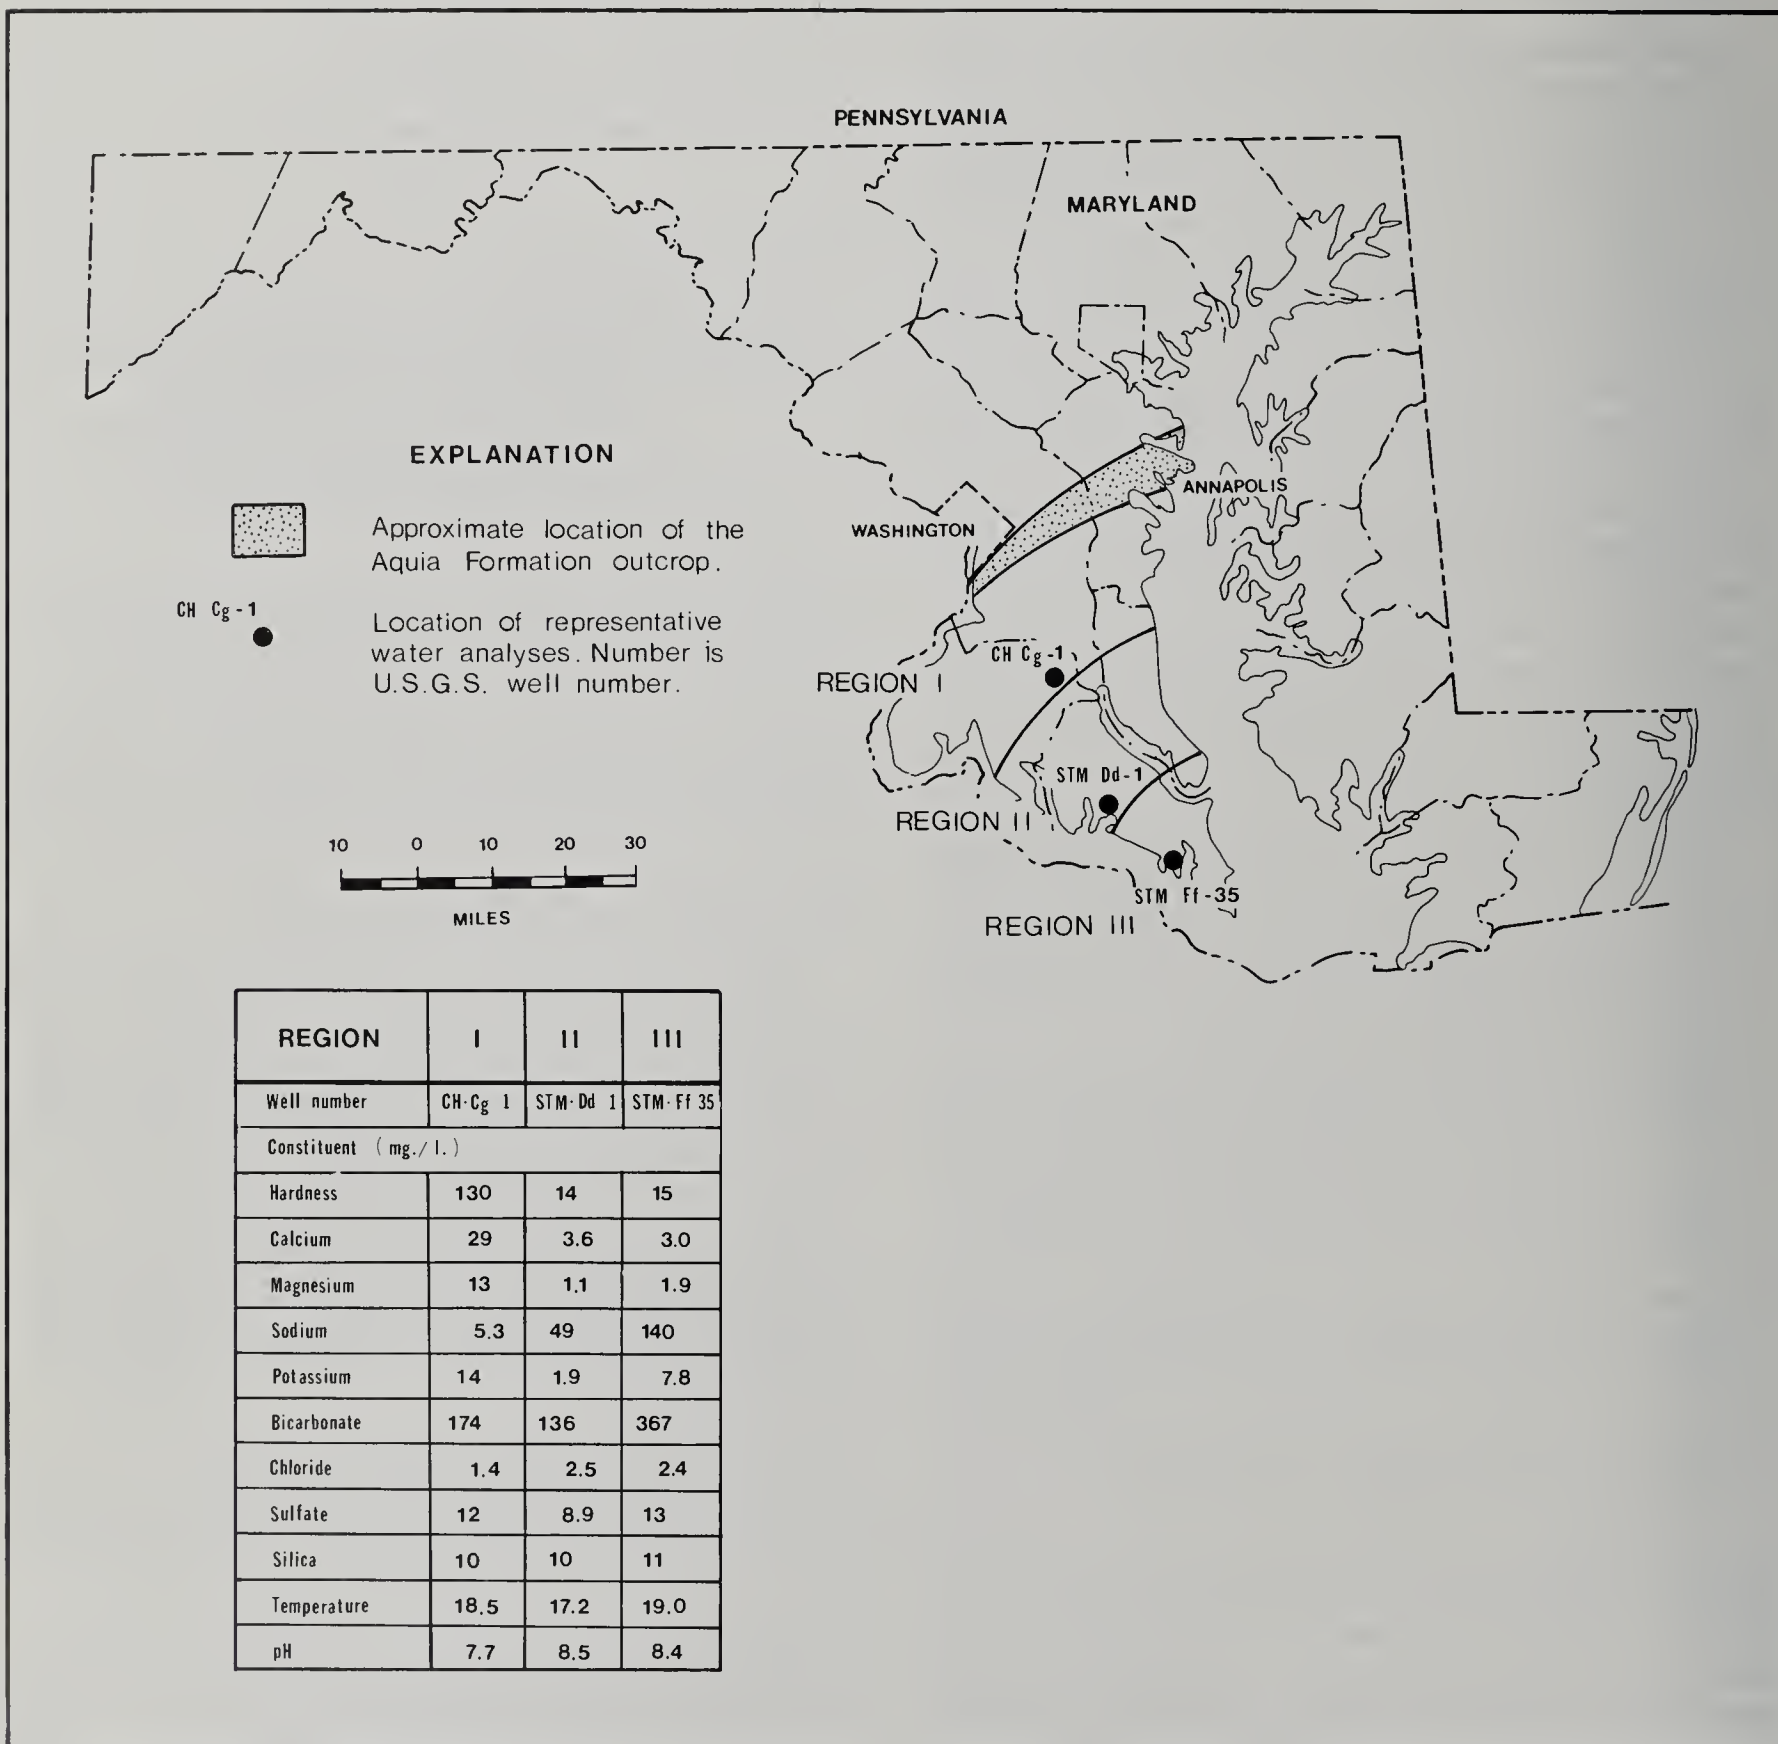 PENNSYLVANIA
MARYLAND
EXPLANATION
Approximate location of the
Aquia Formation outcrop.
CH Cg-1
Location of representative
water analyses. Number is
U.S.G.S. well number.
ANNAPOLIS
WASHINGTON
CH Cg-1
REGION I
STM Dd-1
REGION II
STM Ff-35
REGION III
10 0 10 20 30
MILES
REGION I II III
Well number CH·Cg 1 STM·Dd 1 STM·Ff 35
Constituent (mg./l.)
Hardness 130 14 15
Calcium 29 3.6 3.0
Magnesium 13 1.1 1.9
Sodium 5.3 49 140
Potassium 14 1.9 7.8
Bicarbonate 174 136 367
Chloride 1.4 2.5 2.4
Sulfate 12 8.9 13
Silica 10 10 11
Temperature 18.5 17.2 19.0
pH 7.7 8.5 8.4